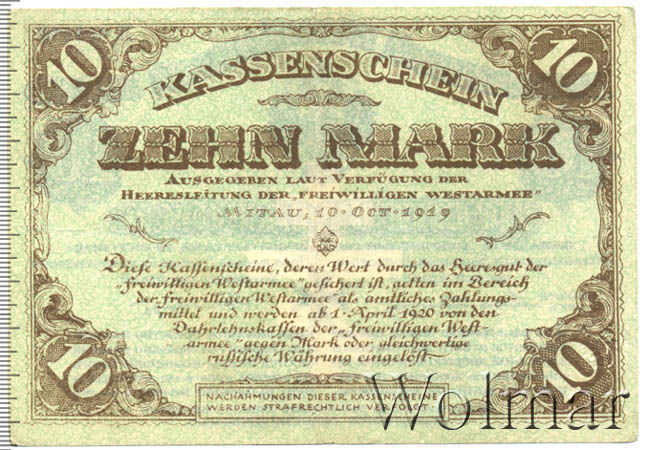 10 10
KASSENSCHEIN
ZEHN MARK
AUSGEGEBEN LAUT VERFÜGUNG DER
HEERESLEITUNG DER „FREIWILLIGEN WESTARMEE"
MITAU, 10. OCT. 1919
Diese Kassenscheine, deren Wert durch das Heeresgut der
„freiwilligen Westarmee" gesichert ist, gelten im Bereich
der „freiwilligen Westarmee" als amtliches Zahlungs-
mittel und werden ab 1. April 1920 von den
Darlehnskassen der „freiwilligen West-
armee" gegen Mark oder gleichwertige
russische Währung eingelöst.
10 10
NACHAHMUNGEN DIESER KASSENSCHEINE
WERDEN STRAFRECHTLICH VERFOLGT
Wolmar